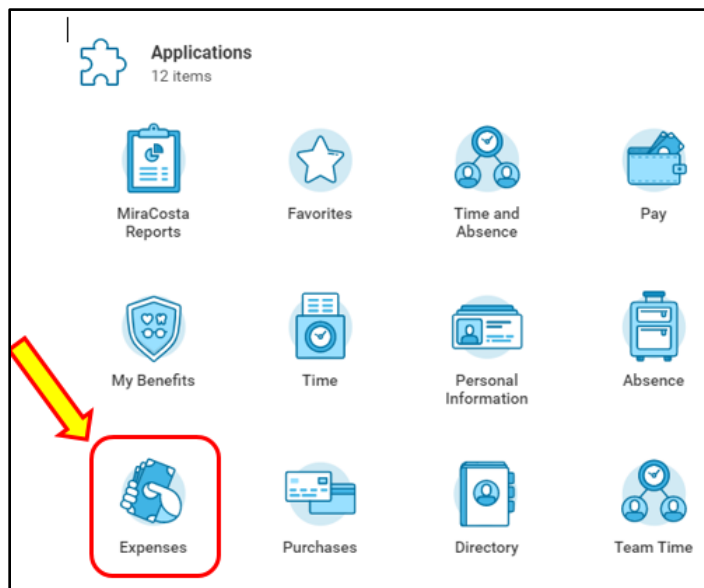 Applications
12 items
MiraCosta
Reports
Favorites
Time and
Absence
Pay
My Benefits
Time
Personal
Information
Absence
Expenses
Purchases
Directory
Team Time